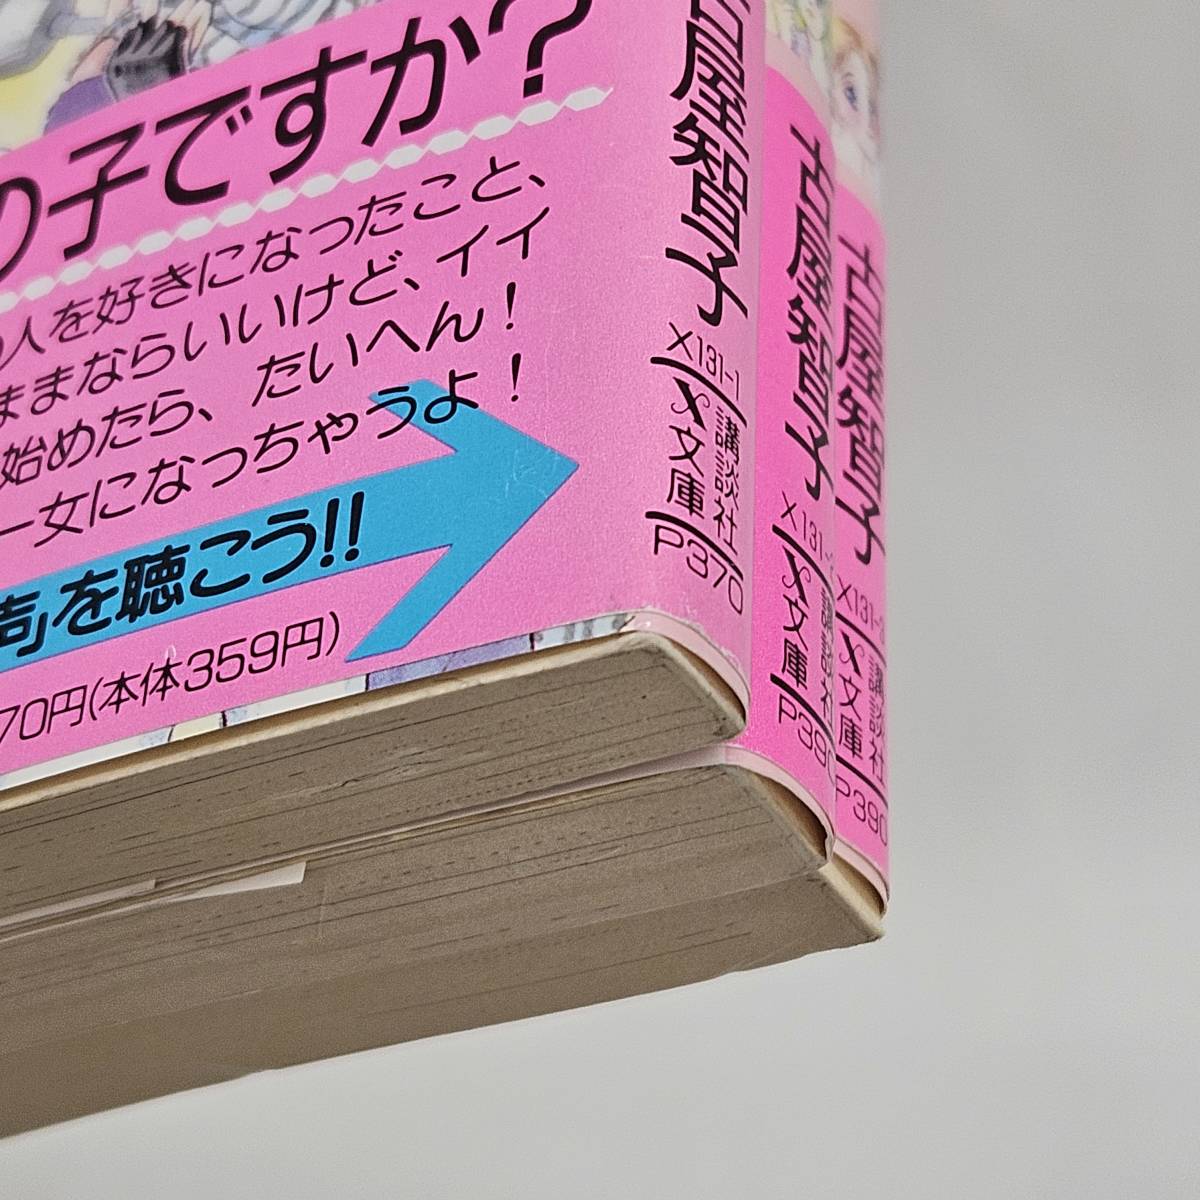 の子ですか?
の人を好きになったこと、
ままならいいけど、イイ
始めたら、たいへん!
一女になっちゃうよ!
」を聴こう!!
70円(本体359円)
古屋智子
X131-1
講談社
X文庫
P370
古屋智子
X131-
講談社
X文庫
P390
古屋智子
X131-
講談社
X文庫
P390